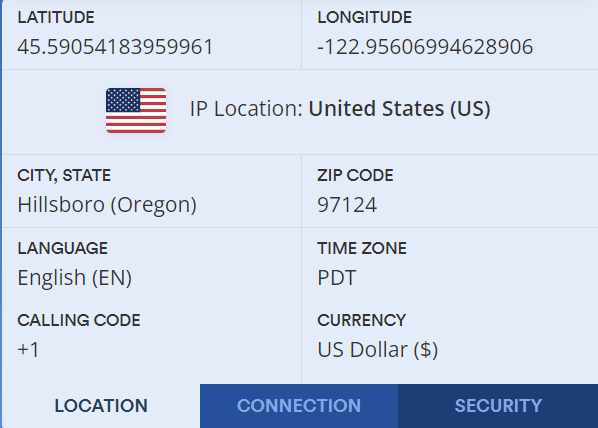 LATITUDE
45.59054183959961
LONGITUDE
-122.95606994628906
IP Location: United States (US)
CITY, STATE
Hillsboro (Oregon)
ZIP CODE
97124
LANGUAGE
English (EN)
TIME ZONE
PDT
CALLING CODE
+1
CURRENCY
US Dollar ($)
LOCATION
CONNECTION
SECURITY